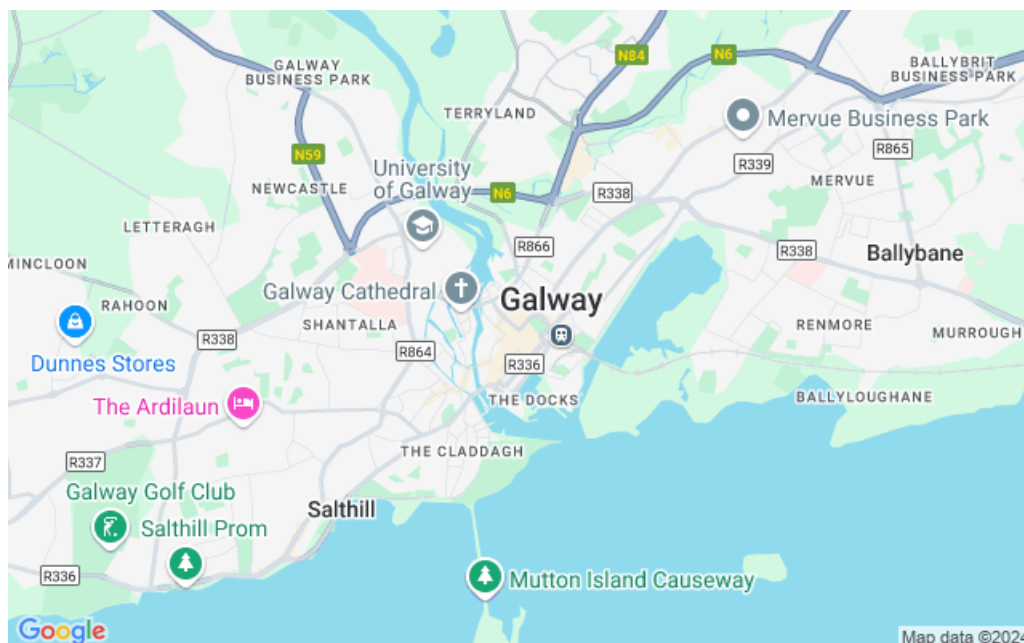 GALWAY
BUSINESS PARK
N84
N6
BALLYBRIT
BUSINESS PARK
TERRYLAND
Mervue Business Park
N59
University
of Galway
R339
R865
NEWCASTLE
N6
R338
MERVUE
LETTERAGH
R866
R338
Ballybane
MINCLOON
Galway Cathedral
Galway
RAHOON
SHANTALLA
RENMORE
MURROUGH
R338
R864
R336
Dunnes Stores
THE DOCKS
BALLYLOUGHANE
The Ardilaun
THE CLADDAGH
R337
Galway Golf Club
Salthill
Salthill Prom
R336
Mutton Island Causeway
Google
Map data ©2024